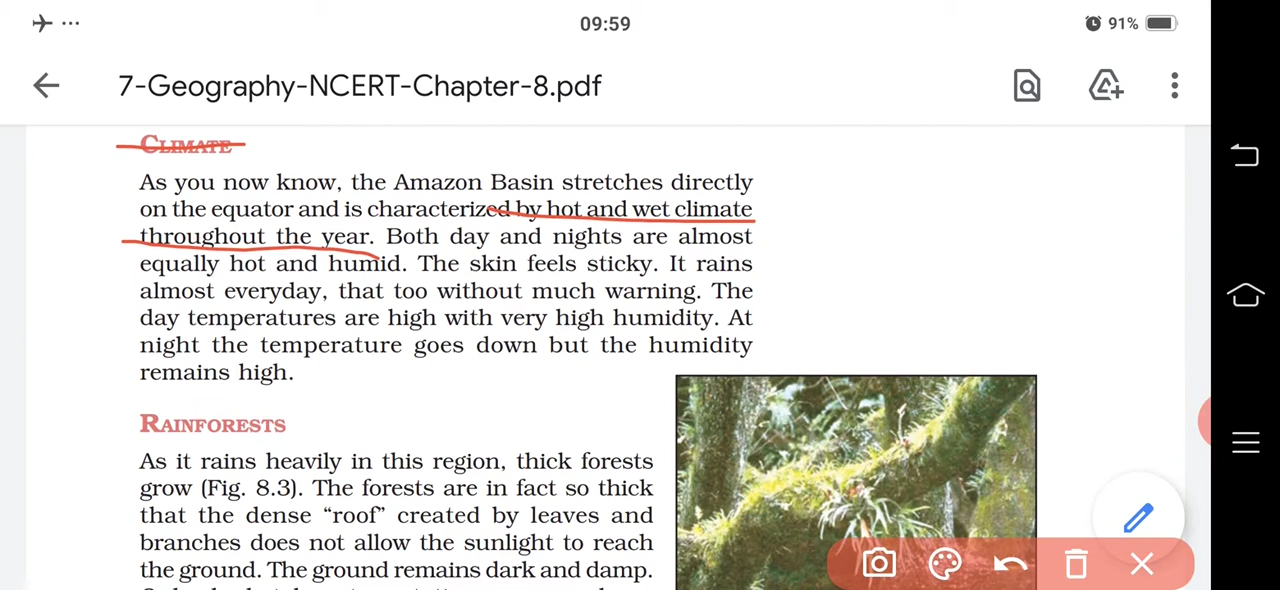 09:59
91%
7-Geography-NCERT-Chapter-8.pdf
CLIMATE
As you now know, the Amazon Basin stretches directly
on the equator and is characterized by hot and wet climate
throughout the year. Both day and nights are almost
equally hot and humid. The skin feels sticky. It rains
almost everyday, that too without much warning. The
day temperatures are high with very high humidity. At
night the temperature goes down but the humidity
remains high.
RAINFORESTS
As it rains heavily in this region, thick forests
grow (Fig. 8.3). The forests are in fact so thick
that the dense “roof” created by leaves and
branches does not allow the sunlight to reach
the ground. The ground remains dark and damp.